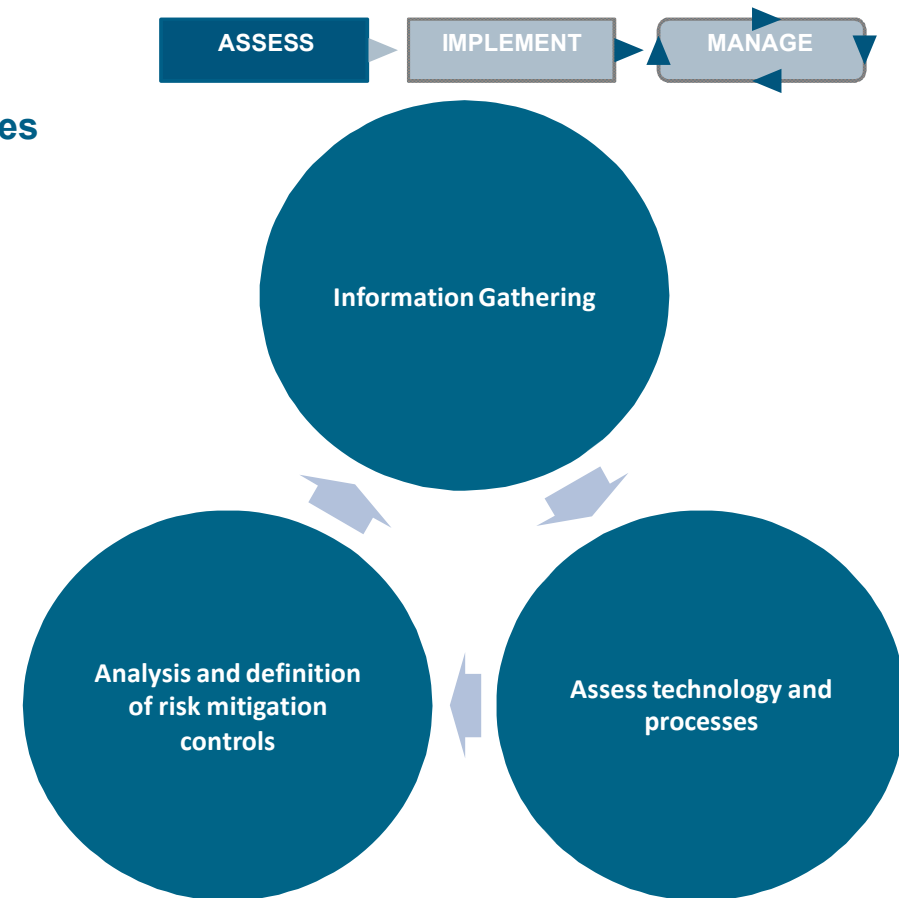 ASSESS
IMPLEMENT
MANAGE
es
Information Gathering
Analysis and definition
of risk mitigation
controls
Assess technology and
processes